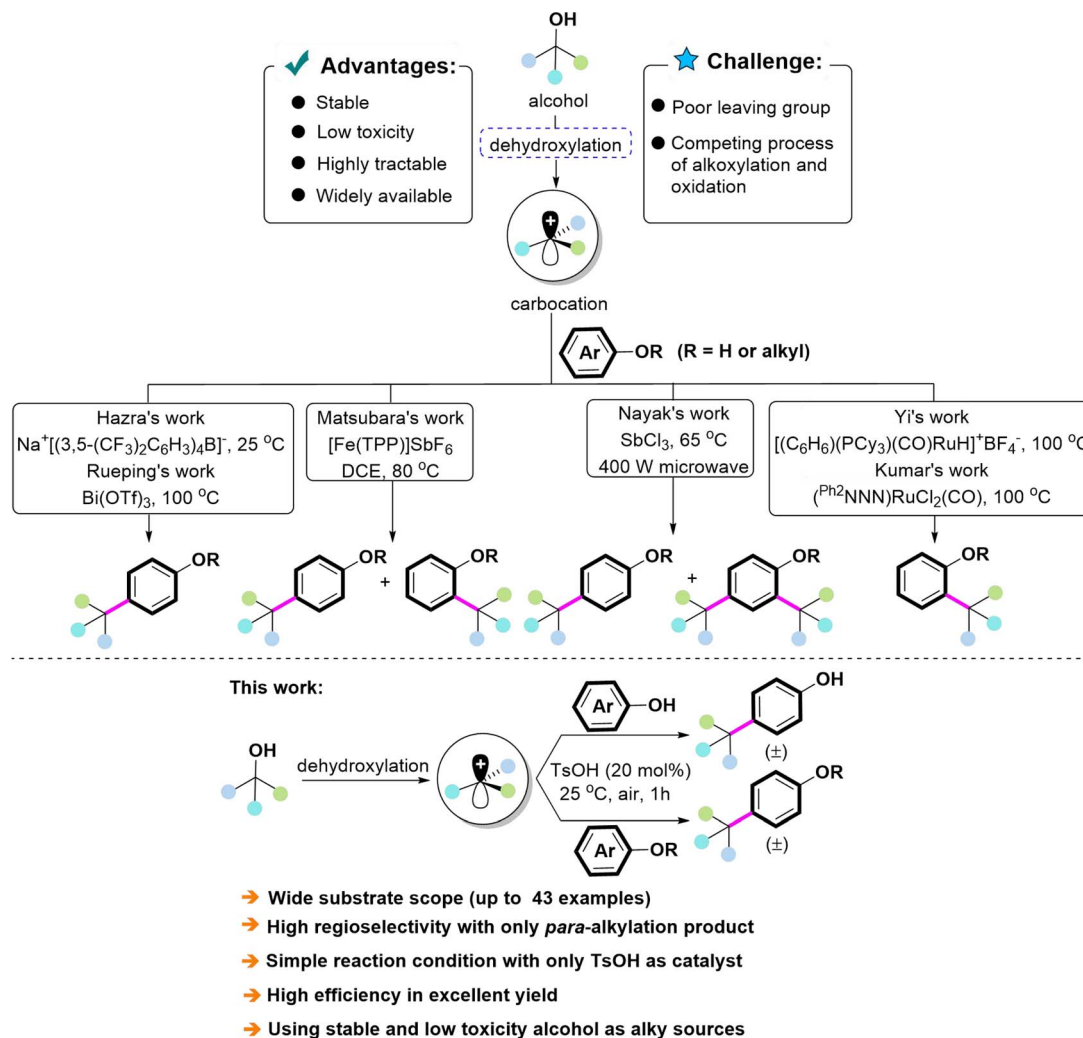 OH
Advantages:
Stable
Low toxicity
Highly tractable
Widely available
alcohol
dehydroxylation
Challenge:
Poor leaving group
Competing process
of alkoxylation and
oxidation
+
carbocation
Ar OR (R = H or alkyl)
Hazra's work
Na⁺[(3,5-(CF₃)₂C₆H₃)₄B]⁻, 25 °C
Rueping's work
Bi(OTf)₃, 100 °C
Matsubara's work
[Fe(TPP)]SbF₆
DCE, 80 °C
Nayak's work
SbCl₃, 65 °C
400 W microwave
Yi's work
[(C₆H₆)(PCy₃)(CO)RuH]⁺BF₄⁻, 100 °C
Kumar's work
(ᴾʰ²NNN)RuCl₂(CO), 100 °C
OR
OR
+
OR
OR
+
OR
OR
This work:
OH
dehydroxylation
+
Ar OH
TsOH (20 mol%)
25 °C, air, 1h
Ar OR
OH
(±)
OR
(±)
Wide substrate scope (up to 43 examples)
High regioselectivity with only para-alkylation product
Simple reaction condition with only TsOH as catalyst
High efficiency in excellent yield
Using stable and low toxicity alcohol as alky sources